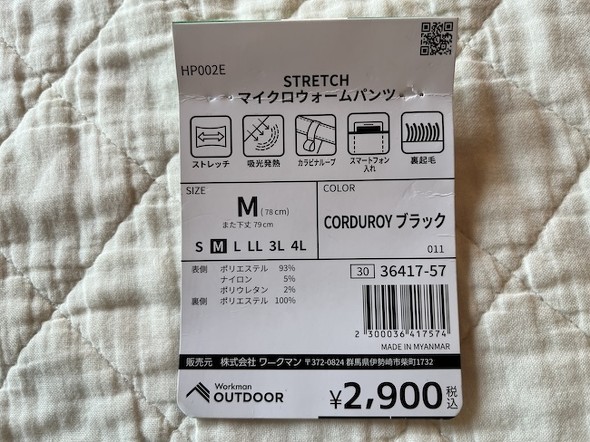 HP002E
STRETCH
マイクロウォームパンツ
ストレッチ
吸光発熱
カラビナループ
スマートフォン
入れ
裏起毛
SIZE
M(78cm)
また下丈 79cm
S M L LL 3L 4L
COLOR
CORDUROY ブラック
011
表側 ポリエステル 93%
ナイロン 5%
ポリウレタン 2%
裏側 ポリエステル 100%
30 36417-57
2 300036 417574
MADE IN MYANMAR
販売元 株式会社 ワークマン 〒372-0824 群馬県伊勢崎市柴町1732
Workman
OUTDOOR
¥2,900税込